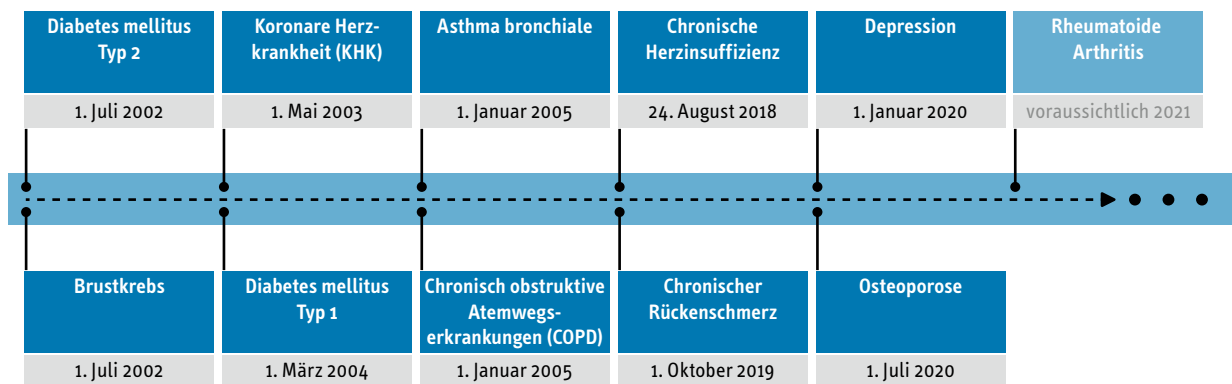 Diabetes mellitus
Typ 2
1. Juli 2002
Koronare Herz-
krankheit (KHK)
1. Mai 2003
Asthma bronchiale
1. Januar 2005
Chronische
Herzinsuffizienz
24. August 2018
Depression
1. Januar 2020
Rheumatoide
Arthritis
voraussichtlich 2021
Brustkrebs
1. Juli 2002
Diabetes mellitus
Typ 1
1. März 2004
Chronisch obstruktive
Atemwegs-
erkrankungen (COPD)
1. Januar 2005
Chronischer
Rückenschmerz
1. Oktober 2019
Osteoporose
1. Juli 2020